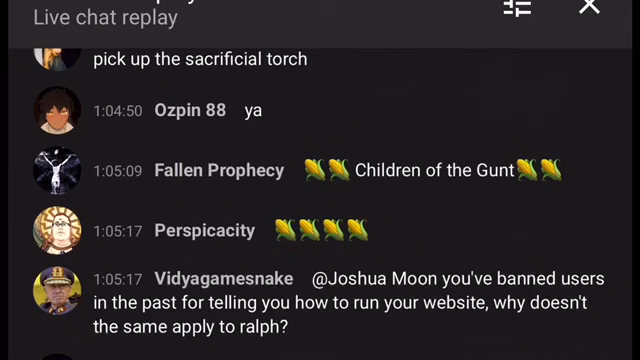 Live chat replay
pick up the sacrificial torch
1:04:50 Ozpin 88 ya
1:05:09 Fallen Prophecy 🌽🌽 Children of the Gunt🌽🌽
1:05:17 Perspicacity 🌽🌽🌽🌽
1:05:17 Vidyagamesnake @Joshua Moon you've banned users
in the past for telling you how to run your website, why doesn't
the same apply to ralph?